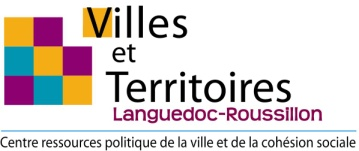 Villes
et
Territoires
Languedoc-Roussillon
Centre ressources politique de la ville et de la cohésion sociale